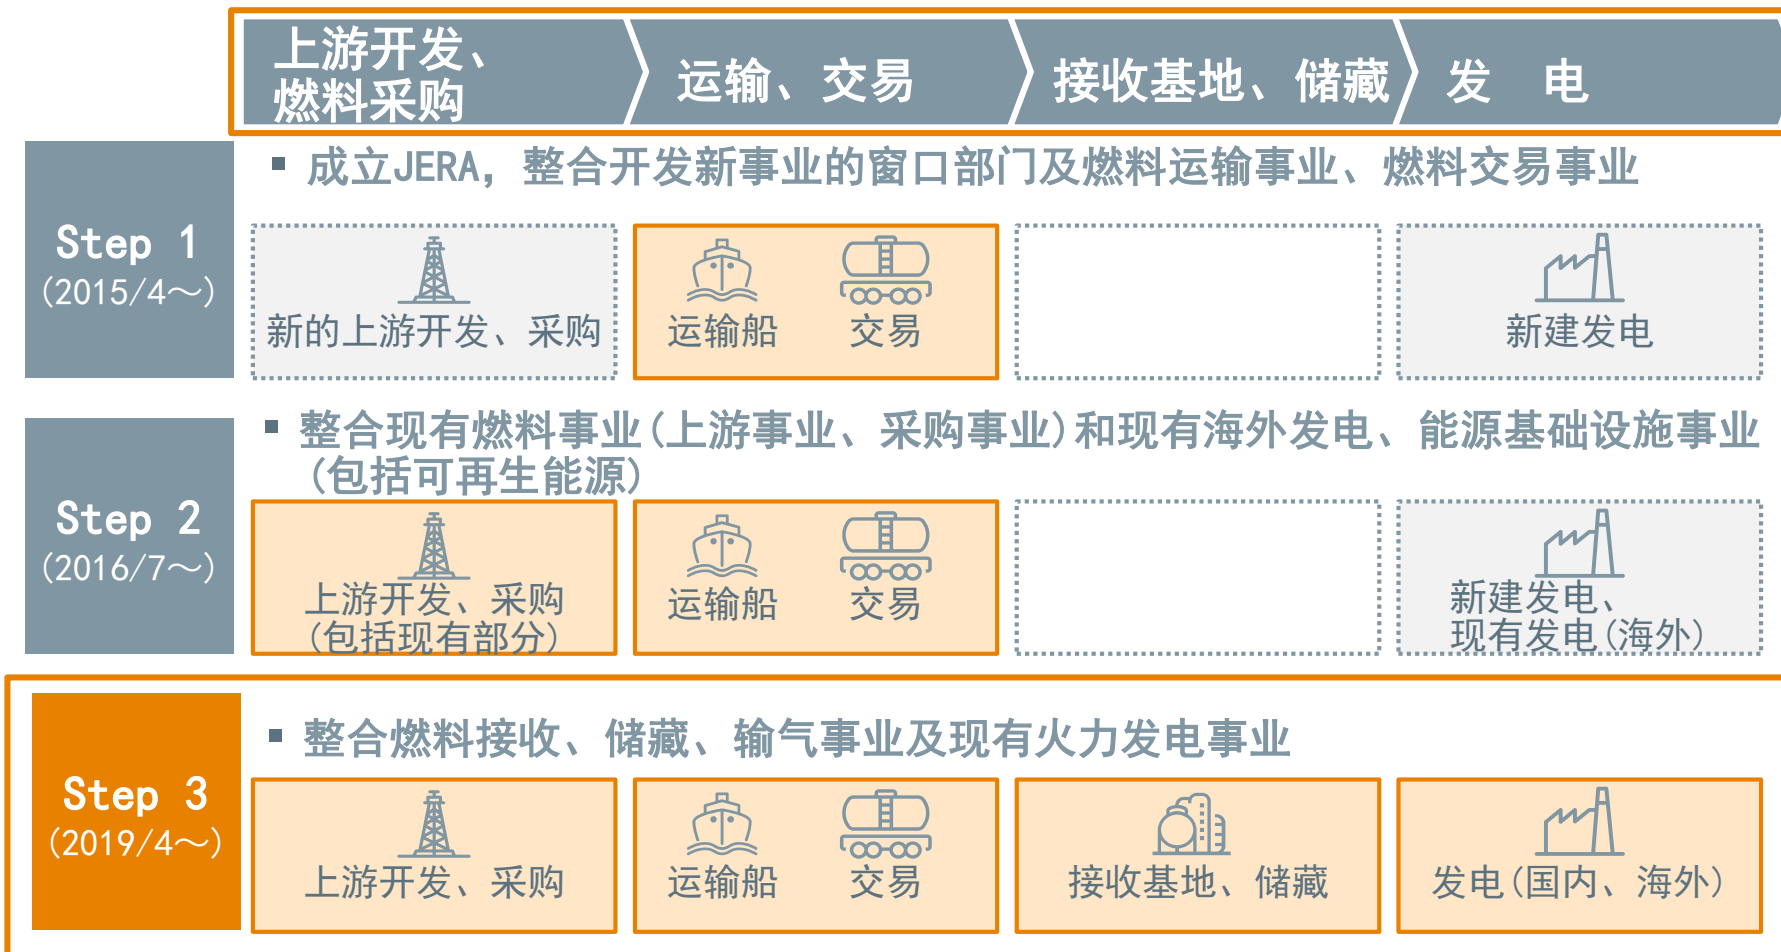 上游开发、
燃料采购
运输、交易
接收基地、储藏
发 电
Step 1
(2015/4～)
▪ 成立JERA，整合开发新事业的窗口部门及燃料运输事业、燃料交易事业
新的上游开发、采购
运输船
交易
新建发电
Step 2
(2016/7～)
▪ 整合现有燃料事业(上游事业、采购事业)和现有海外发电、能源基础设施事业
(包括可再生能源)
上游开发、采购
(包括现有部分)
运输船
交易
新建发电、
现有发电(海外)
Step 3
(2019/4～)
▪ 整合燃料接收、储藏、输气事业及现有火力发电事业
上游开发、采购
运输船
交易
接收基地、储藏
发电(国内、海外)